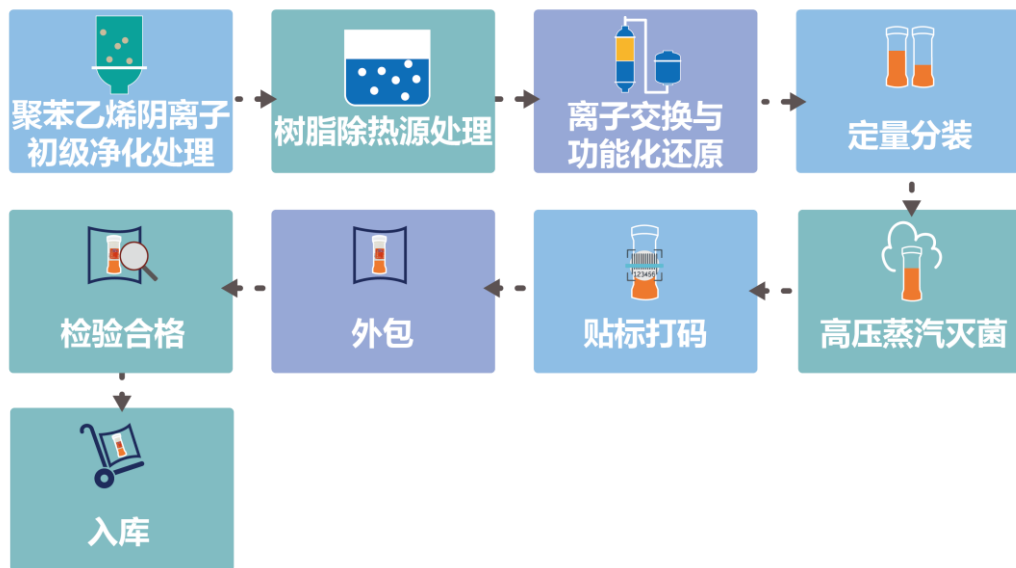 聚苯乙烯阴离子
初级净化处理
树脂除热源处理
离子交换与
功能化还原
定量分装
高压蒸汽灭菌
123456
贴标打码
外包
检验合格
入库